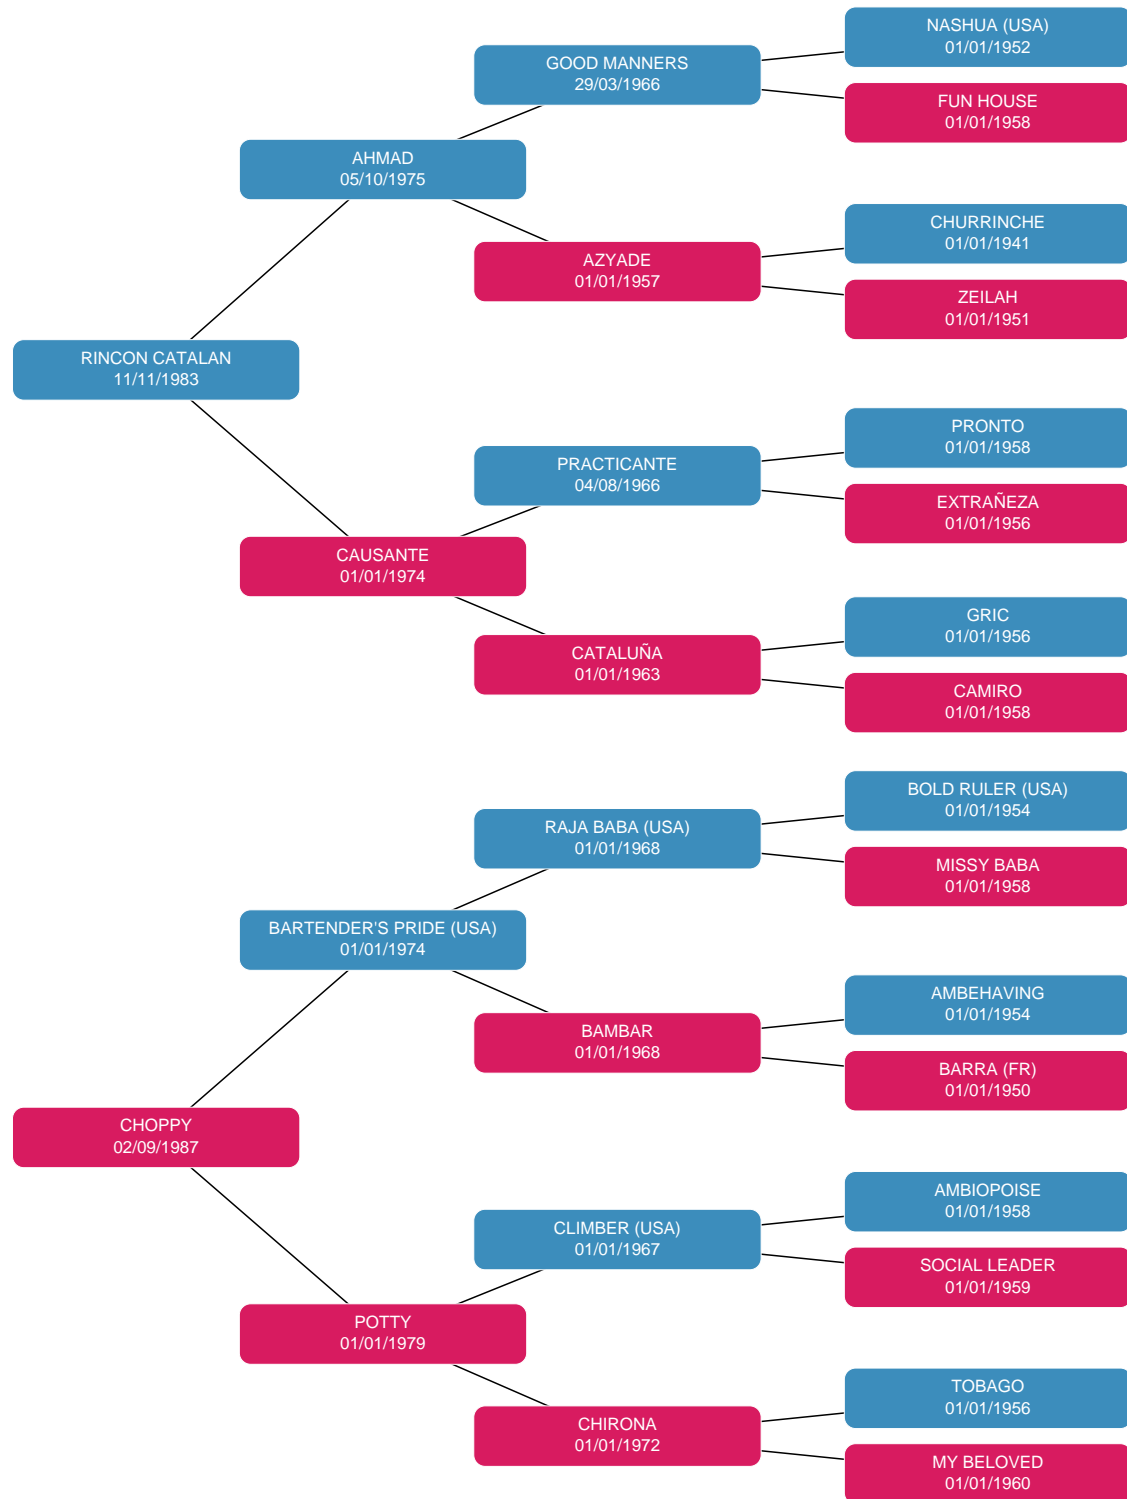 NASHUA (USA)
01/01/1952
GOOD MANNERS
29/03/1966
FUN HOUSE
01/01/1958
AHMAD
05/10/1975
CHURRINCHE
01/01/1941
AZYADE
01/01/1957
ZEILAH
01/01/1951
RINCON CATALAN
11/11/1983
PRONTO
01/01/1958
PRACTICANTE
04/08/1966
EXTRAÑEZA
01/01/1956
CAUSANTE
01/01/1974
GRIC
01/01/1956
CATALUÑA
01/01/1963
CAMIRO
01/01/1958
BOLD RULER (USA)
01/01/1954
RAJA BABA (USA)
01/01/1968
MISSY BABA
01/01/1958
BARTENDER'S PRIDE (USA)
01/01/1974
AMBEHAVING
01/01/1954
BAMBAR
01/01/1968
BARRA (FR)
01/01/1950
CHOPPY
02/09/1987
AMBIOPOISE
01/01/1958
CLIMBER (USA)
01/01/1967
SOCIAL LEADER
01/01/1959
POTTY
01/01/1979
TOBAGO
01/01/1956
CHIRONA
01/01/1972
MY BELOVED
01/01/1960